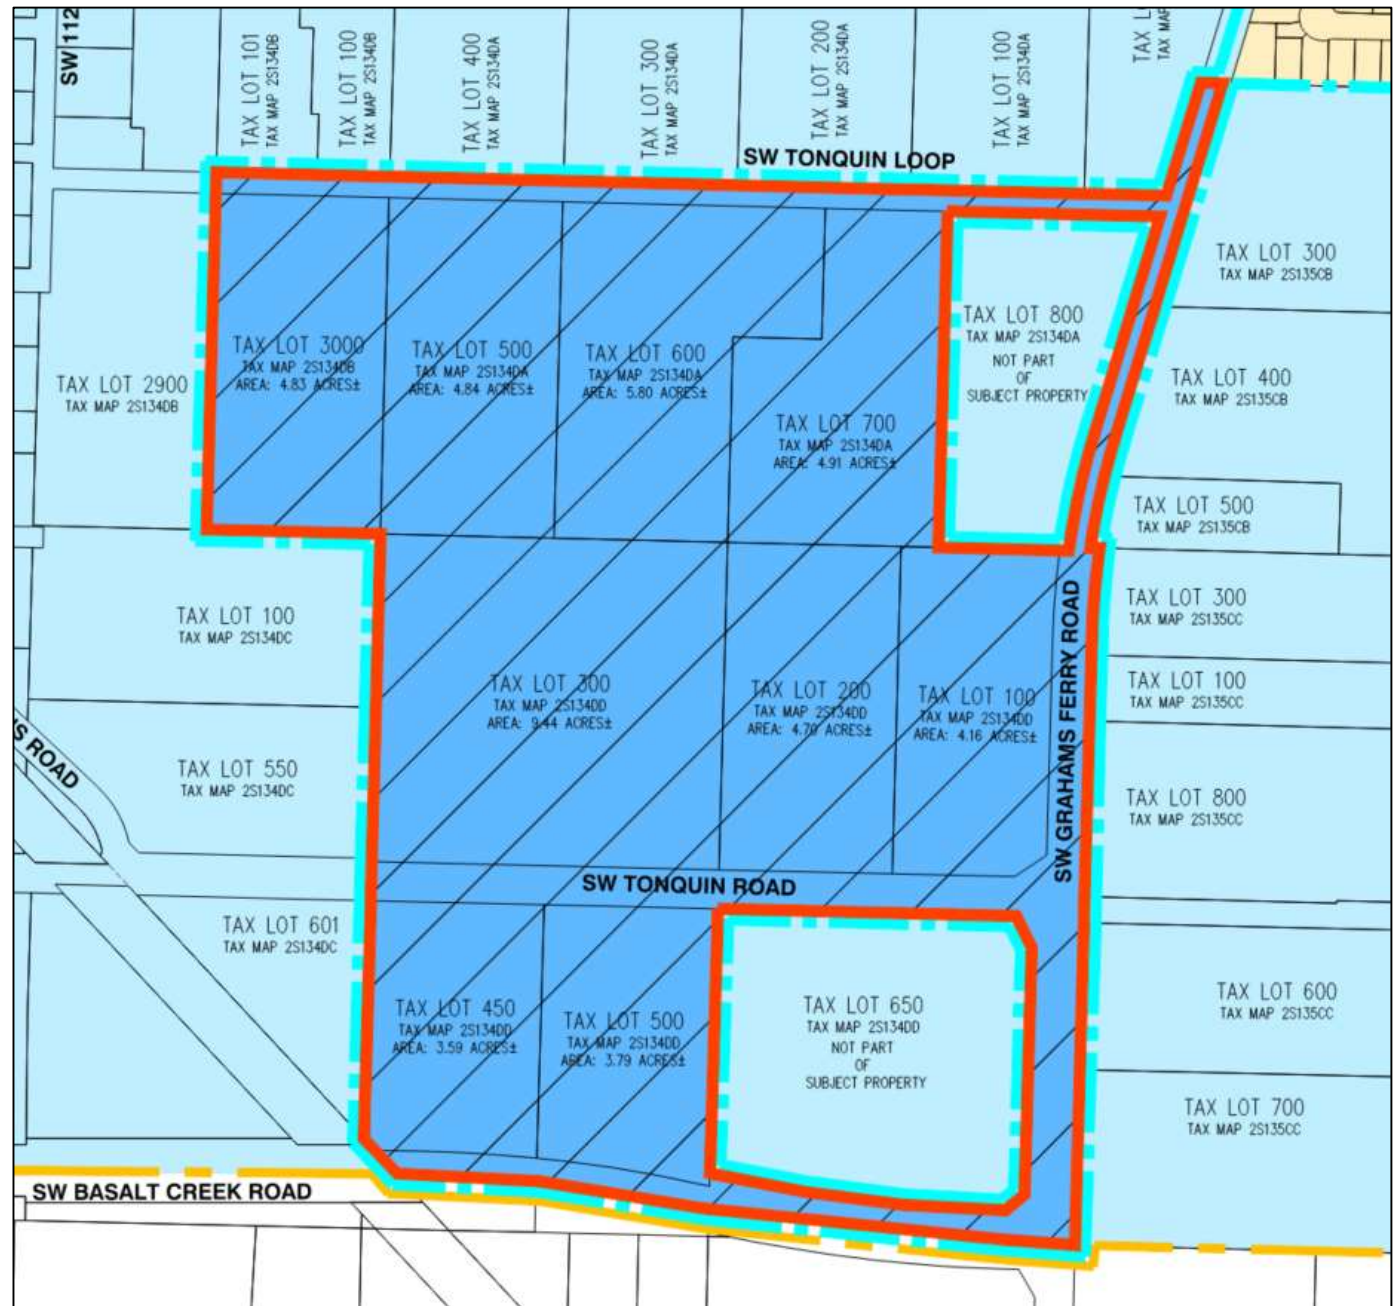 SW 112
TAX LOT 101
TAX MAP 2S134DB
TAX LOT 100
TAX MAP 2S134DB
TAX LOT 400
TAX MAP 2S134DA
TAX LOT 300
TAX MAP 2S134DA
TAX LOT 200
TAX MAP 2S134DA
TAX LOT 100
TAX MAP 2S134DA
TAX MAP
SW TONQUIN LOOP
TAX LOT 300
TAX MAP 2S135CB
TAX LOT 800
TAX MAP 2S134DA
NOT PART
OF
SUBJECT PROPERTY
TAX LOT 2900
TAX MAP 2S134DB
TAX LOT 3000
TAX MAP 2S134DB
AREA: 4.83 ACRES±
TAX LOT 500
TAX MAP 2S134DA
AREA: 4.84 ACRES±
TAX LOT 600
TAX MAP 2S134DA
AREA: 5.80 ACRES±
TAX LOT 700
TAX MAP 2S134DA
AREA: 4.91 ACRES±
TAX LOT 400
TAX MAP 2S135CB
TAX LOT 500
TAX MAP 2S135CB
TAX LOT 100
TAX MAP 2S134DC
TAX LOT 300
TAX MAP 2S135CC
TAX LOT 300
TAX MAP 2S134DD
AREA: 9.44 ACRES±
TAX LOT 200
TAX MAP 2S134DD
AREA: 4.70 ACRES±
TAX LOT 100
TAX MAP 2S134DD
AREA: 4.16 ACRES±
SW GRAHAMS FERRY ROAD
TAX LOT 100
TAX MAP 2S135CC
ROAD
TAX LOT 550
TAX MAP 2S134DC
TAX LOT 800
TAX MAP 2S135CC
SW TONQUIN ROAD
TAX LOT 601
TAX MAP 2S134DC
TAX LOT 450
TAX MAP 2S134DD
AREA: 3.59 ACRES±
TAX LOT 500
TAX MAP 2S134DD
AREA: 3.79 ACRES±
TAX LOT 650
TAX MAP 2S134DD
NOT PART
OF
SUBJECT PROPERTY
TAX LOT 600
TAX MAP 2S135CC
TAX LOT 700
TAX MAP 2S135CC
SW BASALT CREEK ROAD